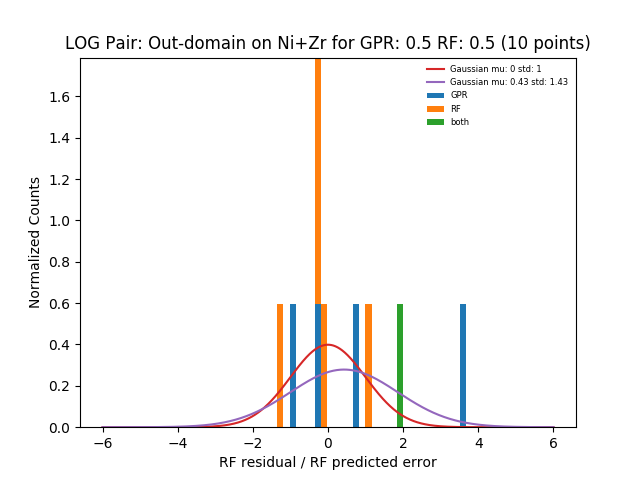 LOG Pair: Out-domain on Ni+Zr for GPR: 0.5 RF: 0.5 (10 points)
Gaussian mu: 0 std: 1
Gaussian mu: 0.43 std: 1.43
GPR
RF
both
Normalized Counts
1.6
1.4
1.2
1.0
0.8
0.6
0.4
0.2
0.0
−6 −4 −2 0 2 4 6
RF residual / RF predicted error